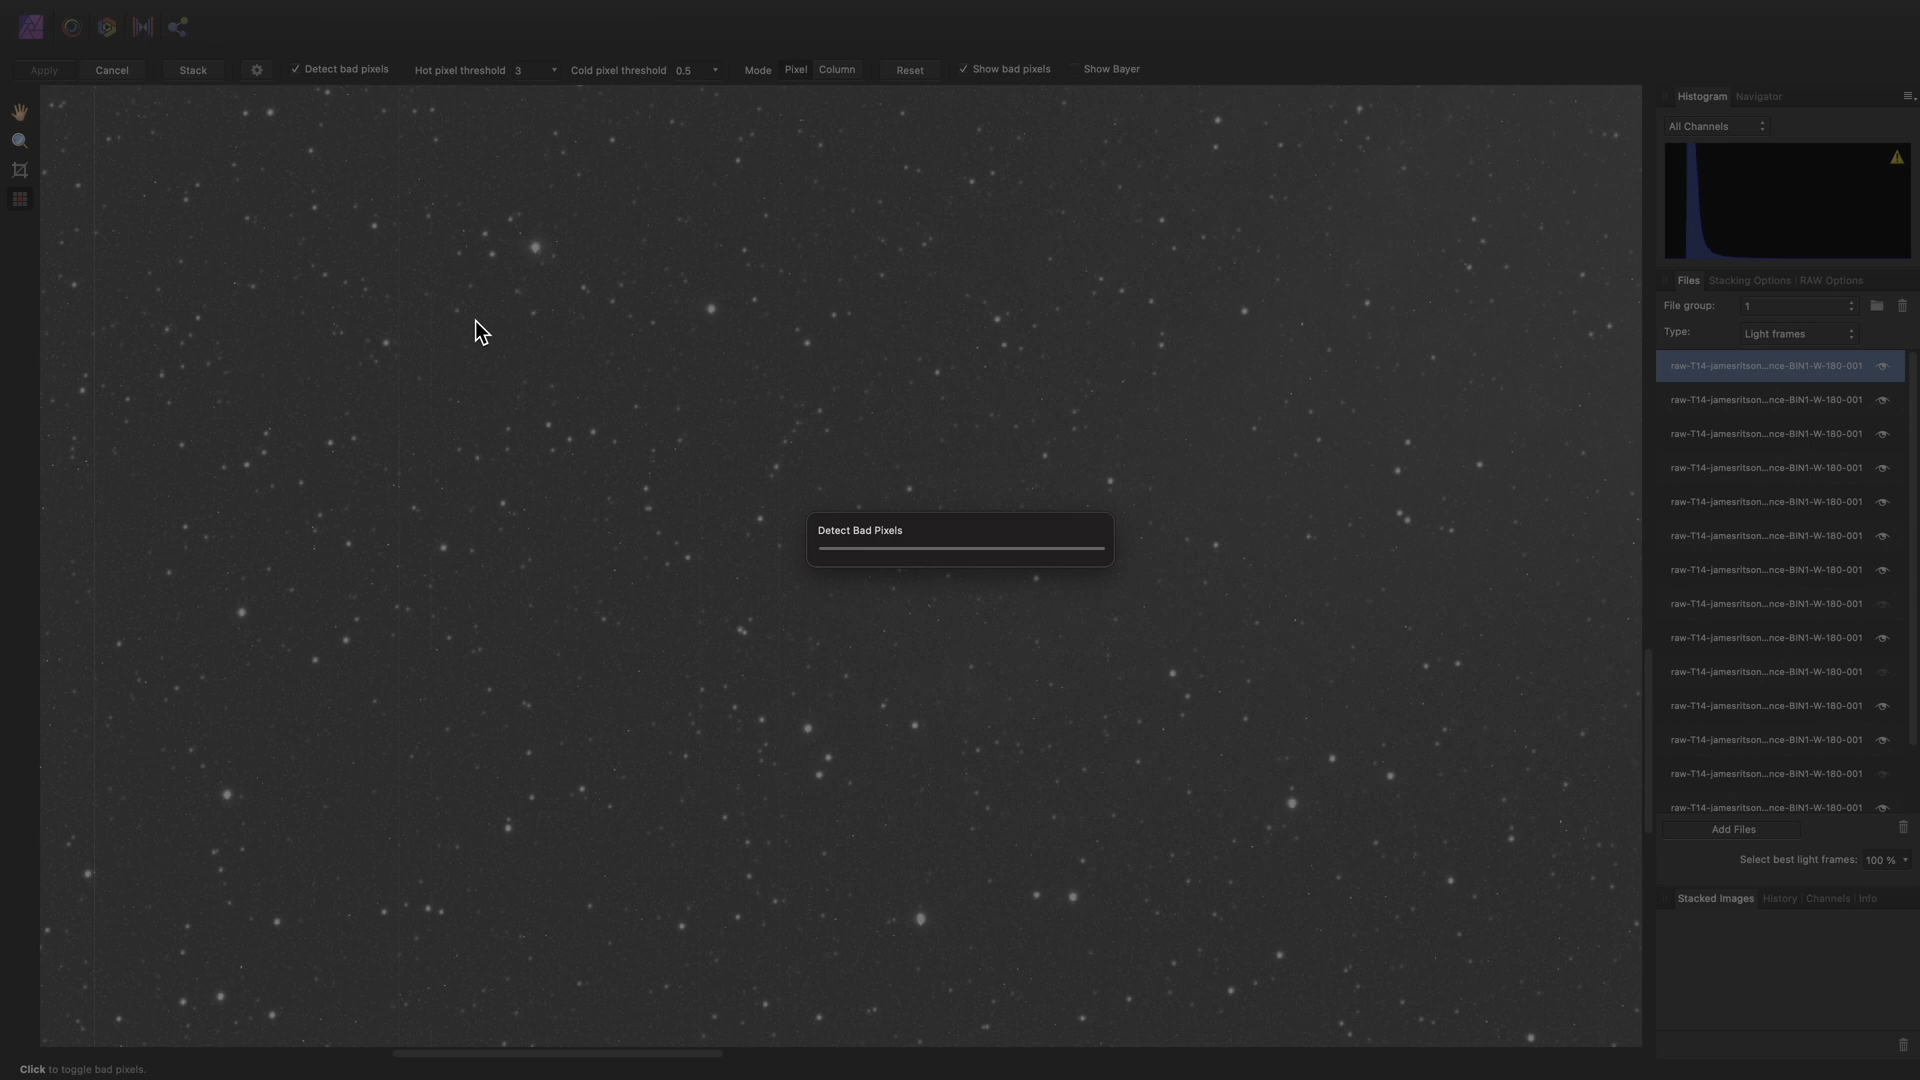 Apply Cancel Stack Detect bad pixels Hot pixel threshold 3 Cold pixel threshold 0.5 Mode Pixel Column Reset Show bad pixels Show Bayer
Histogram Navigator
All Channels
Files Stacking Options RAW Options
File group: 1
Type: Light frames
raw-T14-jamesritson...nce-BIN1-W-180-001
raw-T14-jamesritson...nce-BIN1-W-180-001
raw-T14-jamesritson...nce-BIN1-W-180-001
raw-T14-jamesritson...nce-BIN1-W-180-001
raw-T14-jamesritson...nce-BIN1-W-180-001
Detect Bad Pixels
raw-T14-jamesritson...nce-BIN1-W-180-001
raw-T14-jamesritson...nce-BIN1-W-180-001
raw-T14-jamesritson...nce-BIN1-W-180-001
raw-T14-jamesritson...nce-BIN1-W-180-001
raw-T14-jamesritson...nce-BIN1-W-180-001
raw-T14-jamesritson...nce-BIN1-W-180-001
raw-T14-jamesritson...nce-BIN1-W-180-001
raw-T14-jamesritson...nce-BIN1-W-180-001
raw-T14-jamesritson...nce-BIN1-W-180-001
Add Files
Select best light frames: 100 %
Stacked Images History Channels Info
Click to toggle bad pixels.